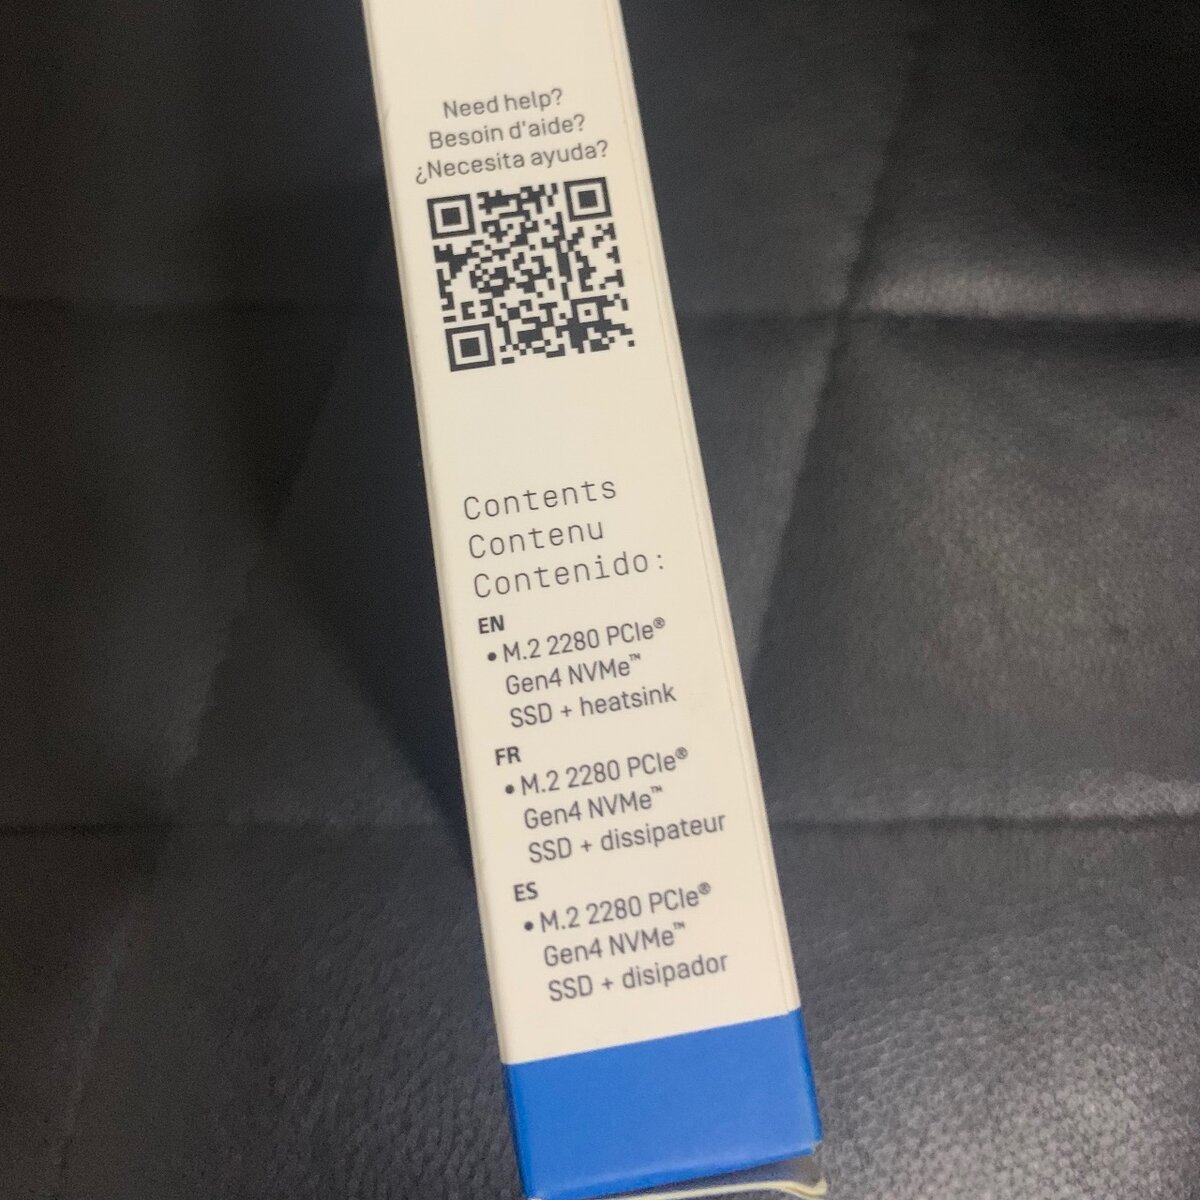 Need help?
Besoin d'aide?
¿Necesita ayuda?
Contents
Contenu
Contenido:
EN
• M.2 2280 PCIe®
Gen4 NVMe™
SSD + heatsink
FR
• M.2 2280 PCIe®
Gen4 NVMe™
SSD + dissipateur
ES
• M.2 2280 PCIe®
Gen4 NVMe™
SSD + disipador